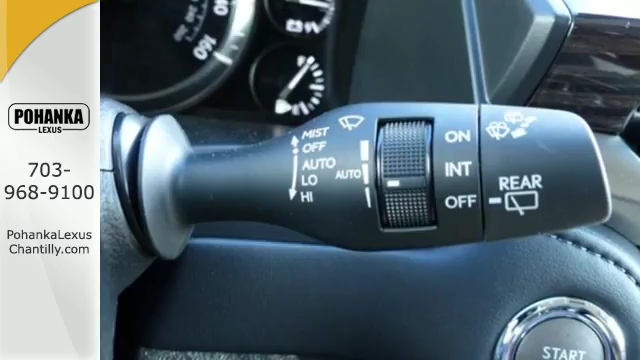 POHANKA
LEXUS
703-
968-9100
PohankaLexus
Chantilly.com
160
MIST
OFF
AUTO
LO
HI
AUTO
ON
INT
OFF
REAR
START